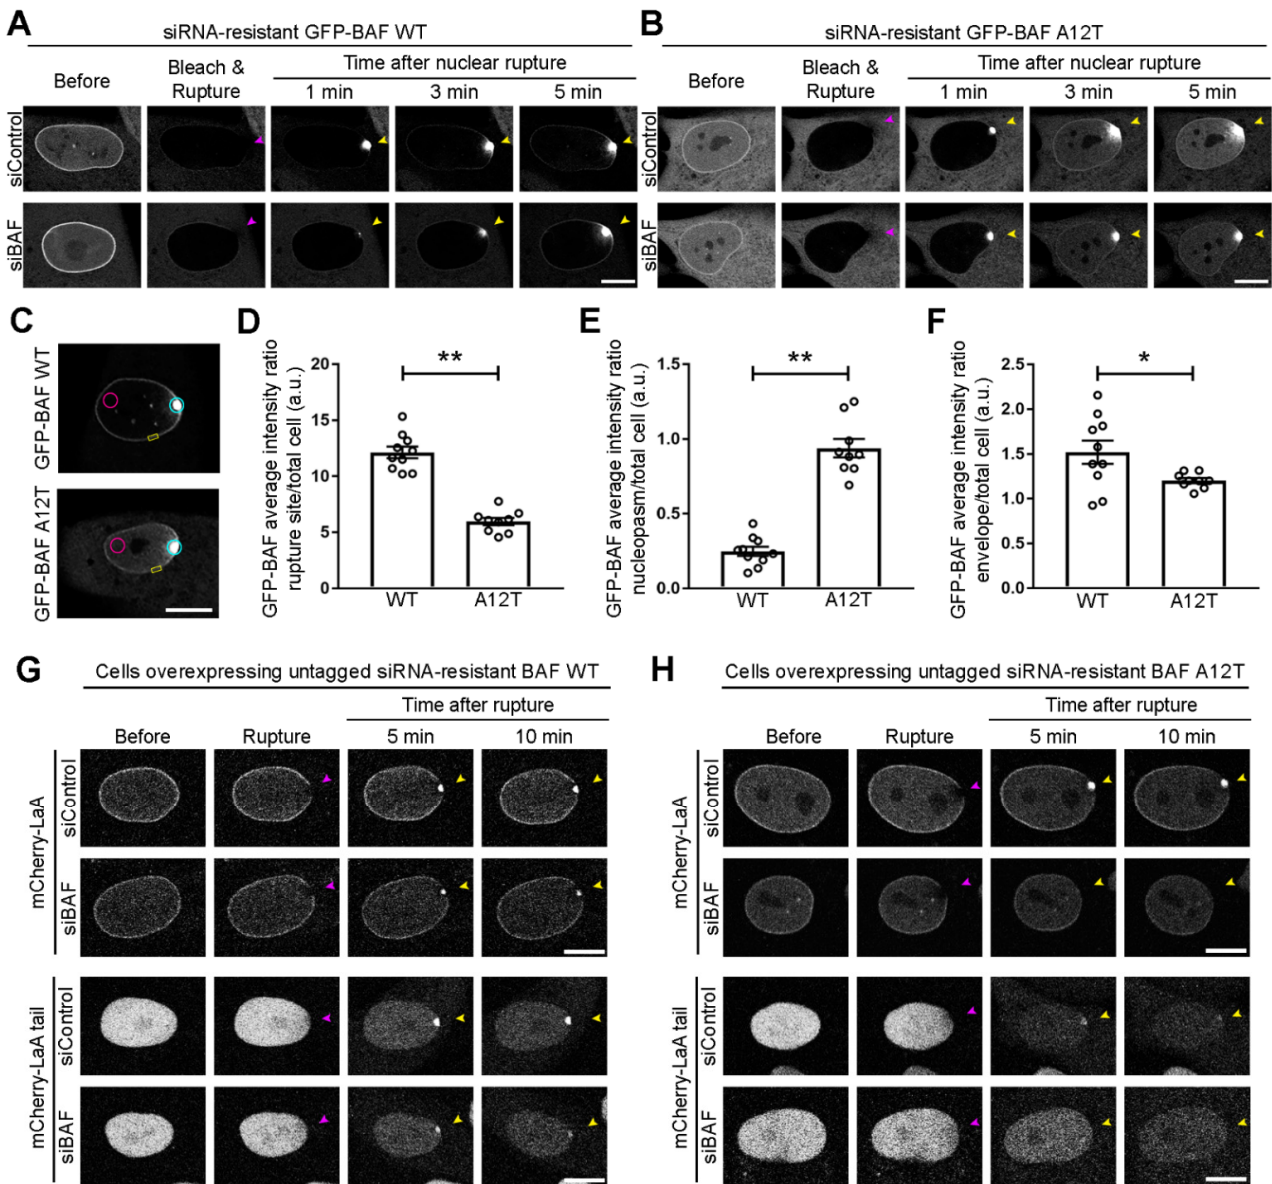 A
siRNA-resistant GFP-BAF WT
Before
Bleach &
Rupture
Time after nuclear rupture
1 min
3 min
5 min
siControl
siBAF
B
siRNA-resistant GFP-BAF A12T
Before
Bleach &
Rupture
Time after nuclear rupture
1 min
3 min
5 min
siControl
siBAF
C
GFP-BAF WT
GFP-BAF A12T
D
GFP-BAF average intensity ratio
rupture site/total cell (a.u.)
20
15
10
5
0
**
WT
A12T
E
GFP-BAF average intensity ratio
nucleopasm/total cell (a.u.)
1.5
1.0
0.5
0.0
**
WT
A12T
F
GFP-BAF average intensity ratio
envelope/total cell (a.u.)
2.5
2.0
1.5
1.0
0.5
0.0
*
WT
A12T
G
Cells overexpressing untagged siRNA-resistant BAF WT
Time after rupture
Before
Rupture
5 min
10 min
mCherry-LaA
siControl
siBAF
mCherry-LaA tail
siControl
siBAF
H
Cells overexpressing untagged siRNA-resistant BAF A12T
Time after rupture
Before
Rupture
5 min
10 min
mCherry-LaA
siControl
siBAF
mCherry-LaA tail
siControl
siBAF